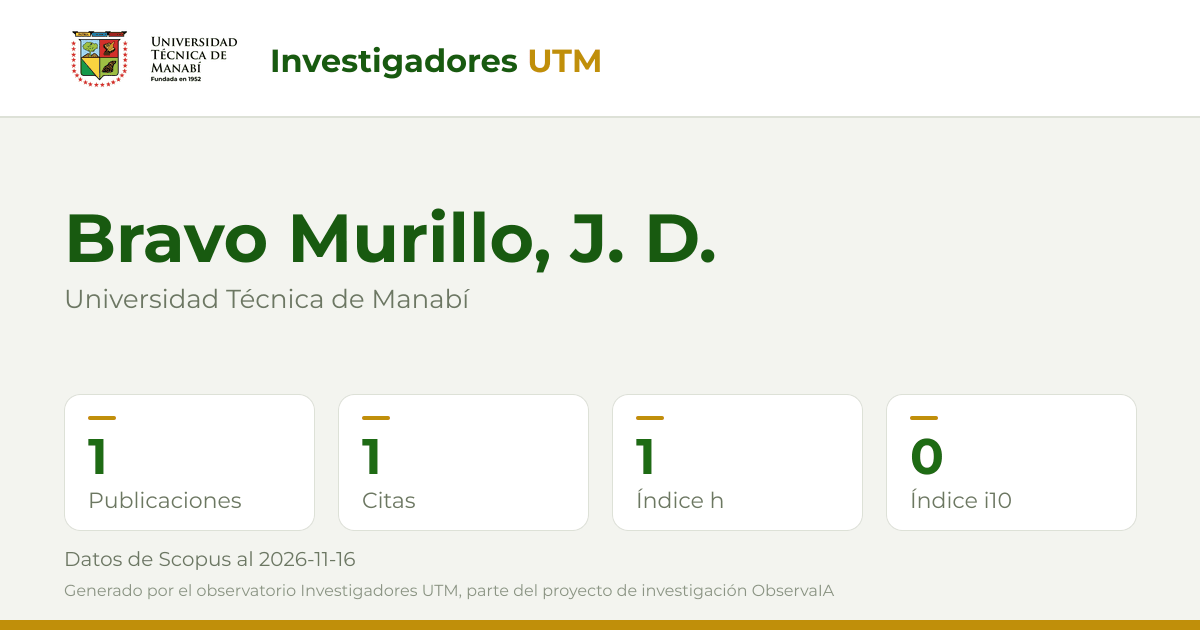 UNIVERSIDAD
TÉCNICA DE
MANABÍ
Fundada en 1952
Investigadores UTM
Bravo Murillo, J. D.
Universidad Técnica de Manabí
1
Publicaciones
1
Citas
1
Índice h
0
Índice i10
Datos de Scopus al 2026-11-16
Generado por el observatorio Investigadores UTM, parte del proyecto de investigación ObservaIA